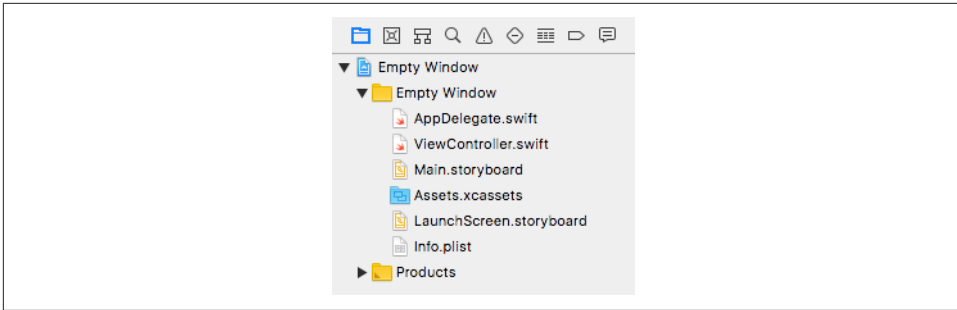 Empty Window
Empty Window
AppDelegate.swift
ViewController.swift
Main.storyboard
Assets.xcassets
LaunchScreen.storyboard
Info.plist
Products